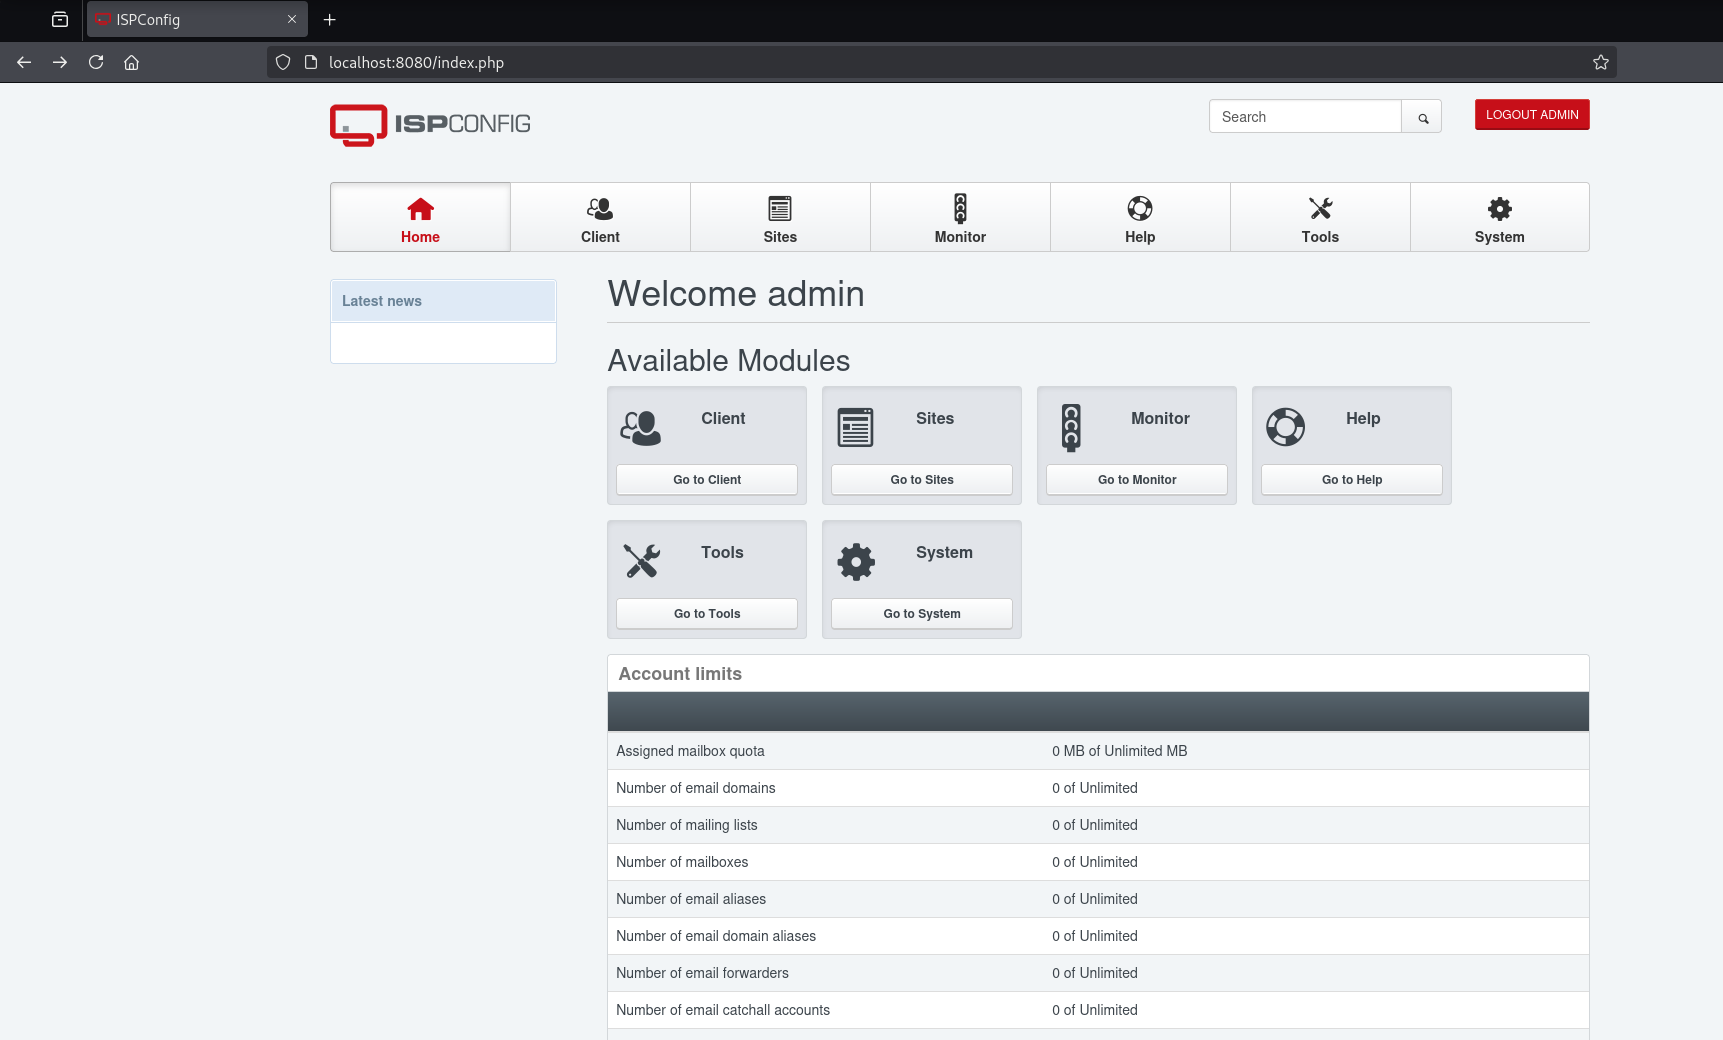 ISPConfig
localhost:8080/index.php
ISPCONFIG
Search
LOGOUT ADMIN
Home
Client
Sites
Monitor
Help
Tools
System
Latest news
Welcome admin
Available Modules
Client
Go to Client
Sites
Go to Sites
Monitor
Go to Monitor
Help
Go to Help
Tools
Go to Tools
System
Go to System
Account limits
Assigned mailbox quota 0 MB of Unlimited MB
Number of email domains 0 of Unlimited
Number of mailing lists 0 of Unlimited
Number of mailboxes 0 of Unlimited
Number of email aliases 0 of Unlimited
Number of email domain aliases 0 of Unlimited
Number of email forwarders 0 of Unlimited
Number of email catchall accounts 0 of Unlimited